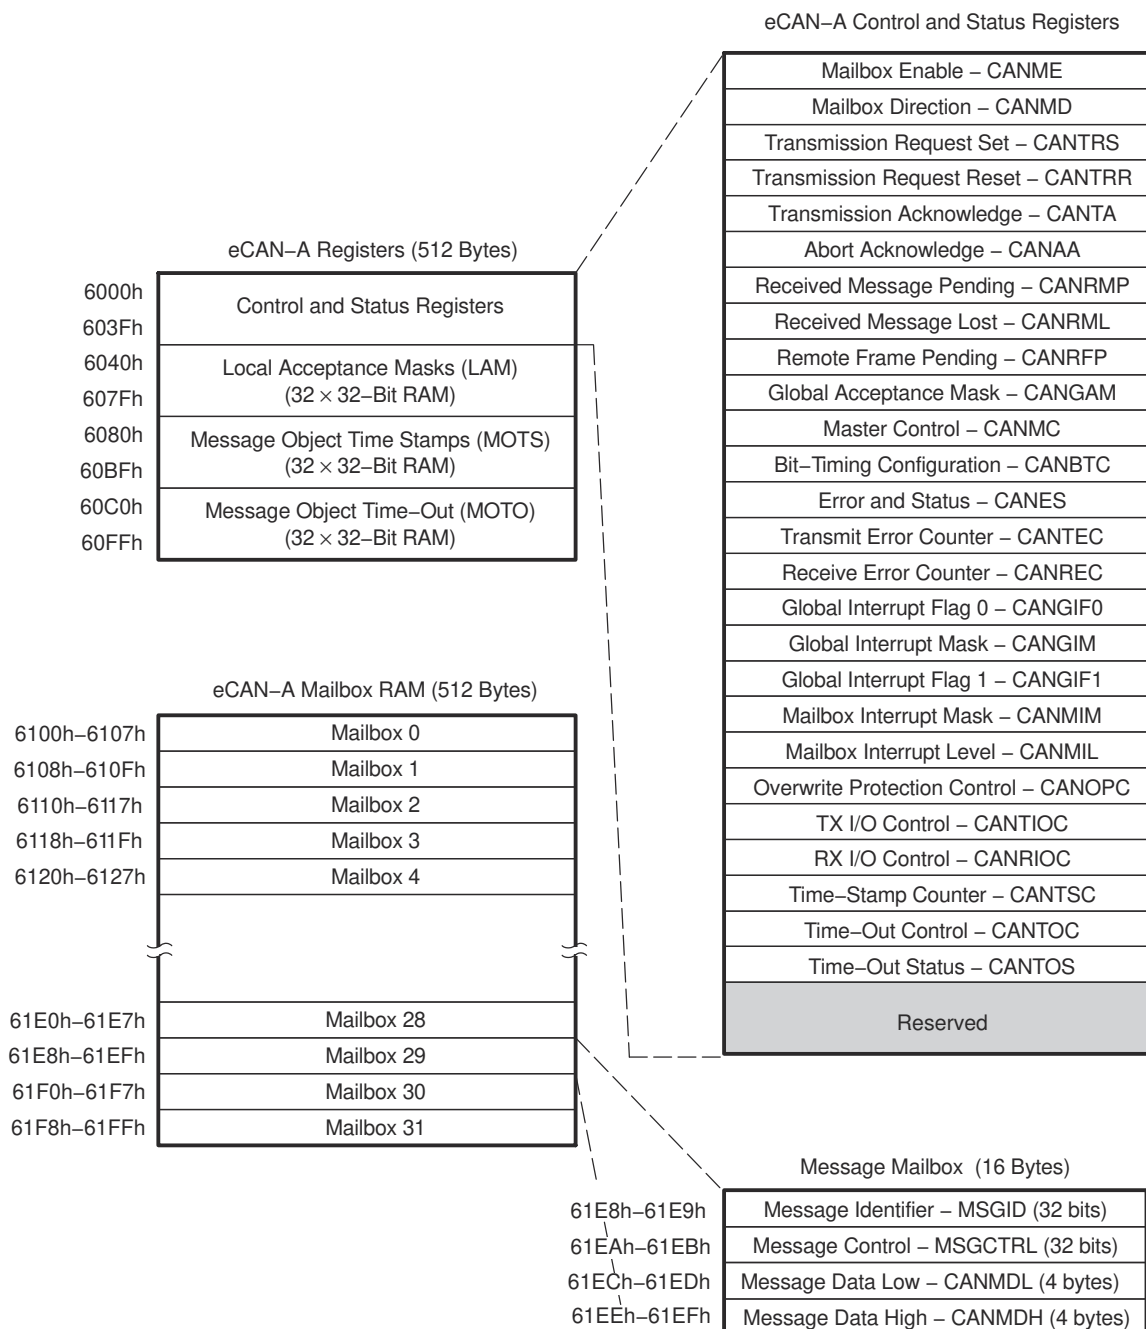 eCAN−A Control and Status Registers
Mailbox Enable − CANME
Mailbox Direction − CANMD
Transmission Request Set − CANTRS
Transmission Request Reset − CANTRR
Transmission Acknowledge − CANTA
Abort Acknowledge − CANAA
Received Message Pending − CANRMP
Received Message Lost − CANRML
Remote Frame Pending − CANRFP
Global Acceptance Mask − CANGAM
Master Control − CANMC
Bit−Timing Configuration − CANBTC
Error and Status − CANES
Transmit Error Counter − CANTEC
Receive Error Counter − CANREC
Global Interrupt Flag 0 − CANGIF0
Global Interrupt Mask − CANGIM
Global Interrupt Flag 1 − CANGIF1
Mailbox Interrupt Mask − CANMIM
Mailbox Interrupt Level − CANMIL
Overwrite Protection Control − CANOPC
TX I/O Control − CANTIOC
RX I/O Control − CANRIOC
Time−Stamp Counter − CANTSC
Time−Out Control − CANTOC
Time−Out Status − CANTOS
Reserved
eCAN−A Registers (512 Bytes)
6000h
Control and Status Registers
603Fh
6040h
Local Acceptance Masks (LAM)
(32 × 32−Bit RAM)
607Fh
6080h
Message Object Time Stamps (MOTS)
(32 × 32−Bit RAM)
60BFh
60C0h
Message Object Time−Out (MOTO)
(32 × 32−Bit RAM)
60FFh
eCAN−A Mailbox RAM (512 Bytes)
6100h−6107h Mailbox 0
6108h−610Fh Mailbox 1
6110h−6117h Mailbox 2
6118h−611Fh Mailbox 3
6120h−6127h Mailbox 4
61E0h−61E7h Mailbox 28
61E8h−61EFh Mailbox 29
61F0h−61F7h Mailbox 30
61F8h−61FFh Mailbox 31
Message Mailbox (16 Bytes)
61E8h−61E9h Message Identifier − MSGID (32 bits)
61EAh−61EBh Message Control − MSGCTRL (32 bits)
61ECh−61EDh Message Data Low − CANMDL (4 bytes)
61EEh−61EFh Message Data High − CANMDH (4 bytes)